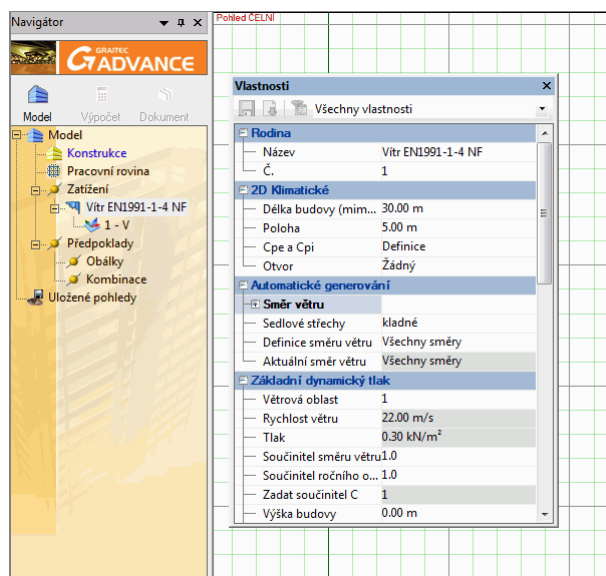 Navigátor
Pohled ČELNÍ
GRAITEC
ADVANCE
Model
Výpočet
Dokument
Model
Konstrukce
Pracovní rovina
Zatížení
Vítr EN1991-1-4 NF
1 - V
Předpoklady
Obálky
Kombinace
Uložené pohledy
Vlastnosti
Všechny vlastnosti
Rodina
Název Vítr EN1991-1-4 NF
Č. 1
2D Klimatické
Délka budovy (mim... 30.00 m
Poloha 5.00 m
Cpe a Cpi Definice
Otvor Žádný
Automatické generování
Směr větru
Sedlové střechy kladné
Definice směru větru Všechny směry
Aktuální směr větru Všechny směry
Základní dynamický tlak
Větrová oblast 1
Rychlost větru 22.00 m/s
Tlak 0.30 kN/m²
Součinitel směru větru 1.0
Součinitel ročního o... 1.0
Zadat součinitel C 1
Výška budovy 0.00 m